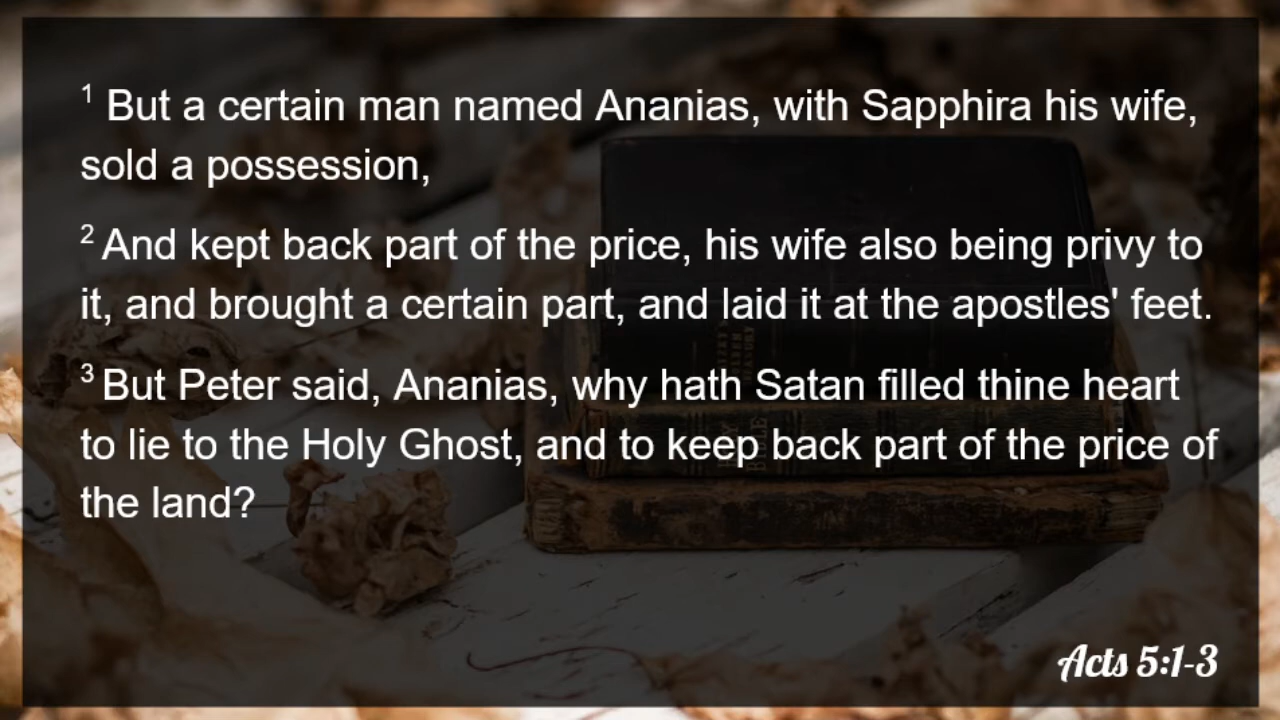 1 But a certain man named Ananias, with Sapphira his wife,
sold a possession,
2 And kept back part of the price, his wife also being privy to
it, and brought a certain part, and laid it at the apostles' feet.
3 But Peter said, Ananias, why hath Satan filled thine heart
to lie to the Holy Ghost, and to keep back part of the price of
the land?
Acts 5:1-3